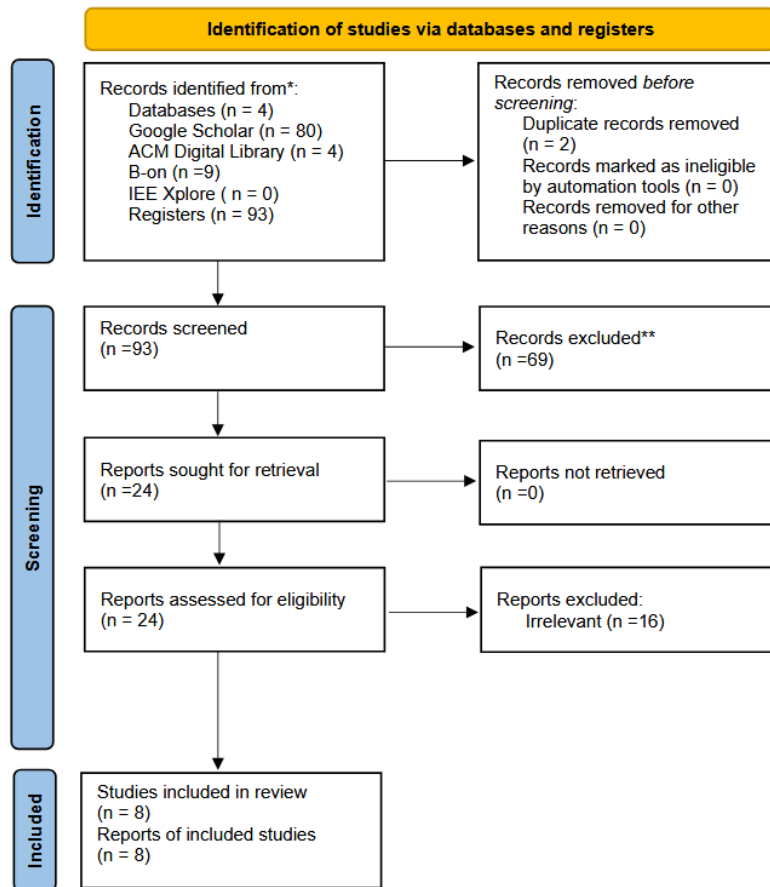 Identification of studies via databases and registers
Identification
Records identified from*:
Databases (n = 4)
Google Scholar (n = 80)
ACM Digital Library (n = 4)
B-on (n =9)
IEE Xplore ( n = 0)
Registers (n = 93)
Records removed before
screening:
Duplicate records removed
(n = 2)
Records marked as ineligible
by automation tools (n = 0)
Records removed for other
reasons (n = 0)
Screening
Records screened
(n =93)
Records excluded**
(n =69)
Reports sought for retrieval
(n =24)
Reports not retrieved
(n =0)
Reports assessed for eligibility
(n = 24)
Reports excluded:
Irrelevant (n =16)
Included
Studies included in review
(n = 8)
Reports of included studies
(n = 8)